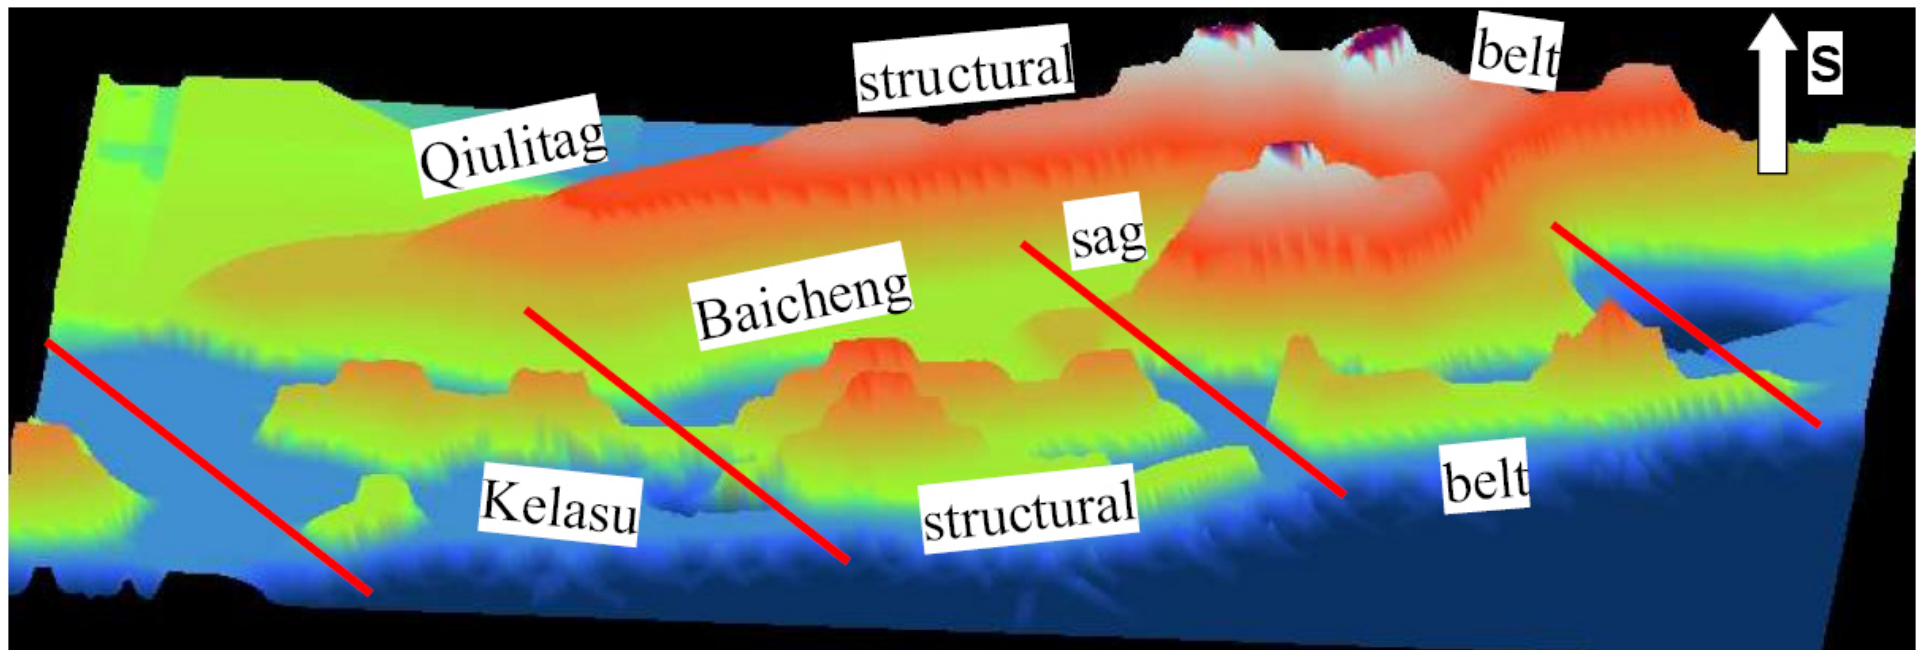 Qiulitag structural belt
S
Baicheng sag
Kelasu structural belt